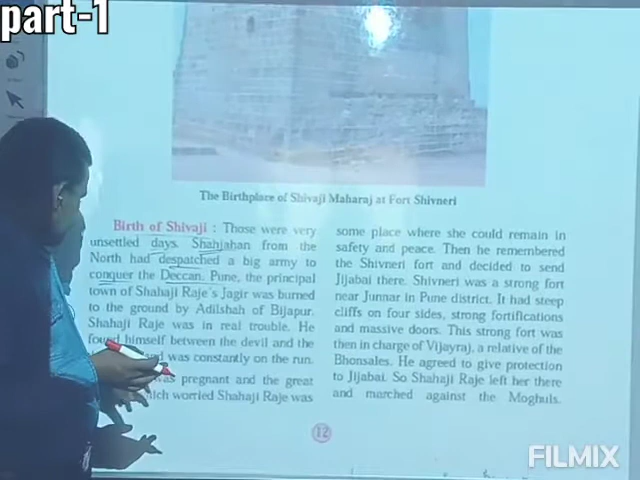 part-1
The Birthplace of Shivaji Maharaj at Fort Shivneri
Birth of Shivaji : Those were very
unsettled days. Shahjahan from the
North had despatched a big army to
conquer the Deccan. Pune, the principal
town of Shahaji Raje's Jagir was burned
to the ground by Adilshah of Bijapur.
Shahaji Raje was in real trouble. He
found himself between the devil and the
was constantly on the run.
was pregnant and the great
which worried Shahaji Raje was
some place where she could remain in
safety and peace. Then he remembered
the Shivneri fort and decided to send
Jijabai there. Shivneri was a strong fort
near Junnar in Pune district. It had steep
cliffs on four sides, strong fortifications
and massive doors. This strong fort was
then in charge of Vijayraj, a relative of the
Bhonsales. He agreed to give protection
to Jijabai. So Shahaji Raje left her there
and marched against the Moghuls.
12
FILMIX